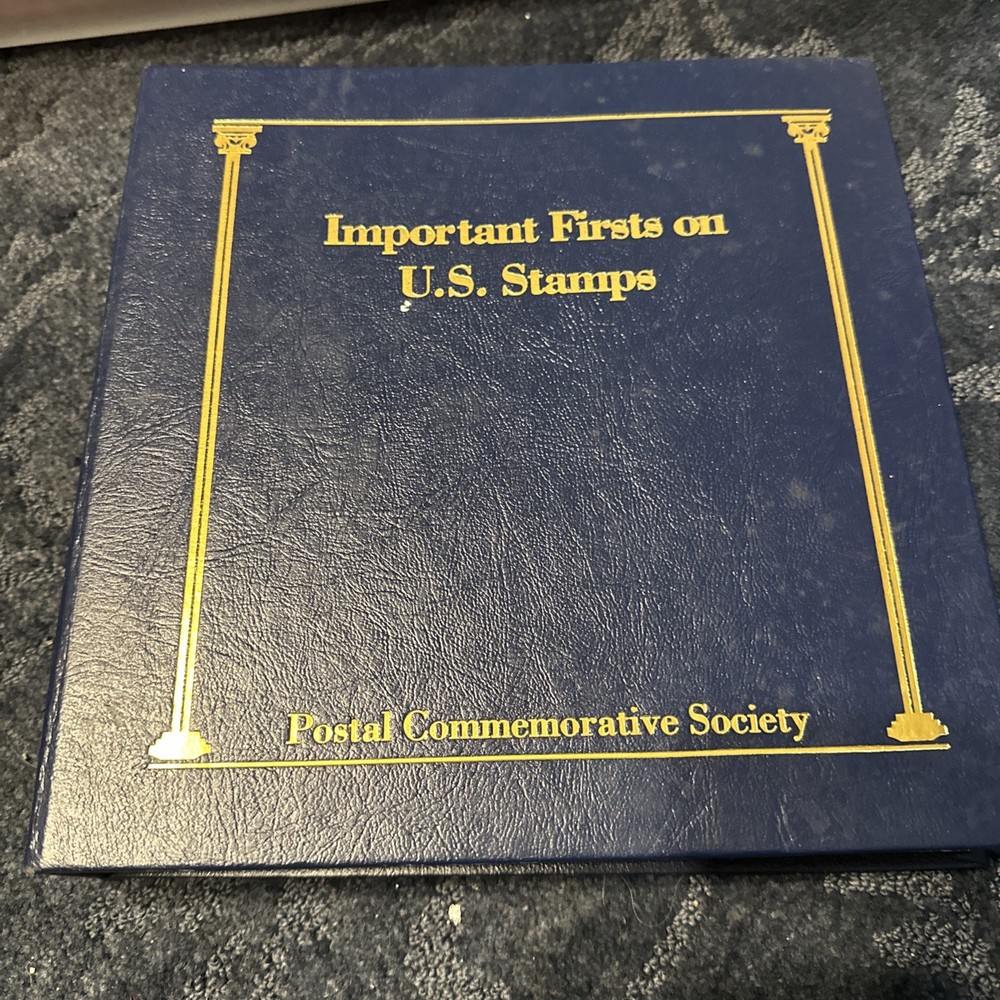 Important Firsts on
U.S. Stamps
Postal Commemorative Society